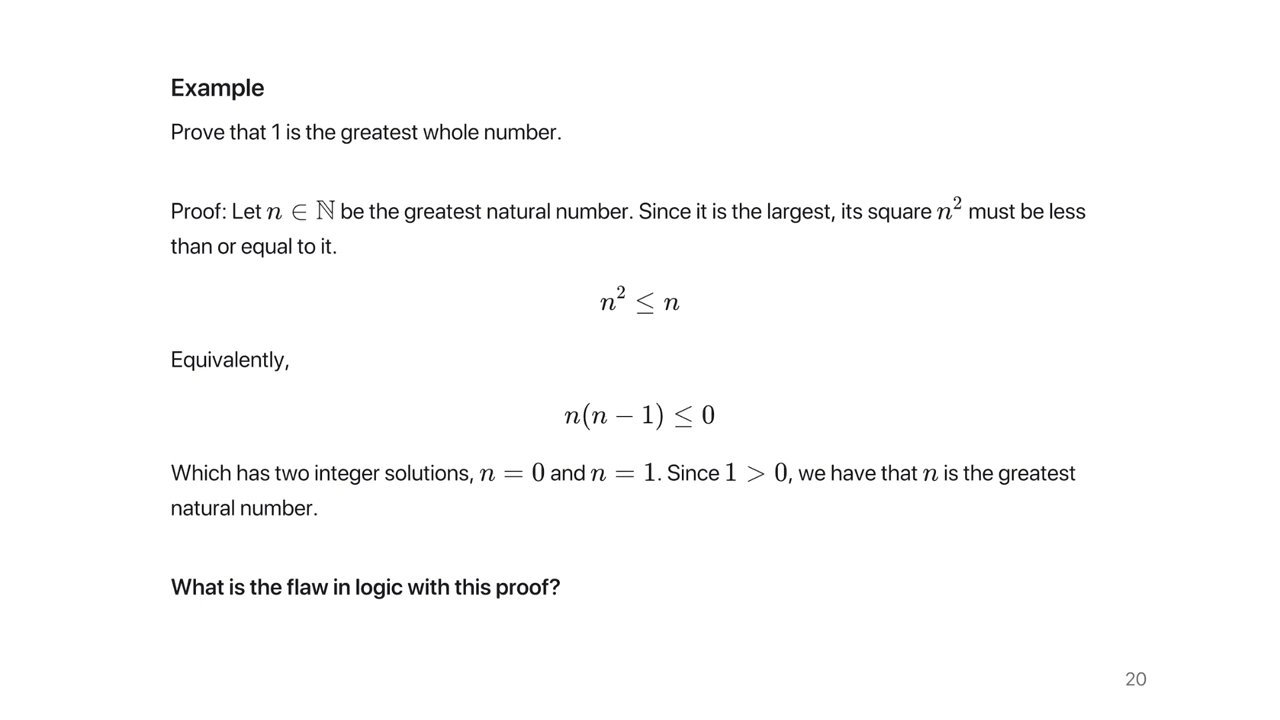 Example
Prove that 1 is the greatest whole number.
Proof: Let n ∈ ℕ be the greatest natural number. Since it is the largest, its square n² must be less
than or equal to it.
n² ≤ n
Equivalently,
n(n − 1) ≤ 0
Which has two integer solutions, n = 0 and n = 1. Since 1 > 0, we have that n is the greatest
natural number.
What is the flaw in logic with this proof?
20